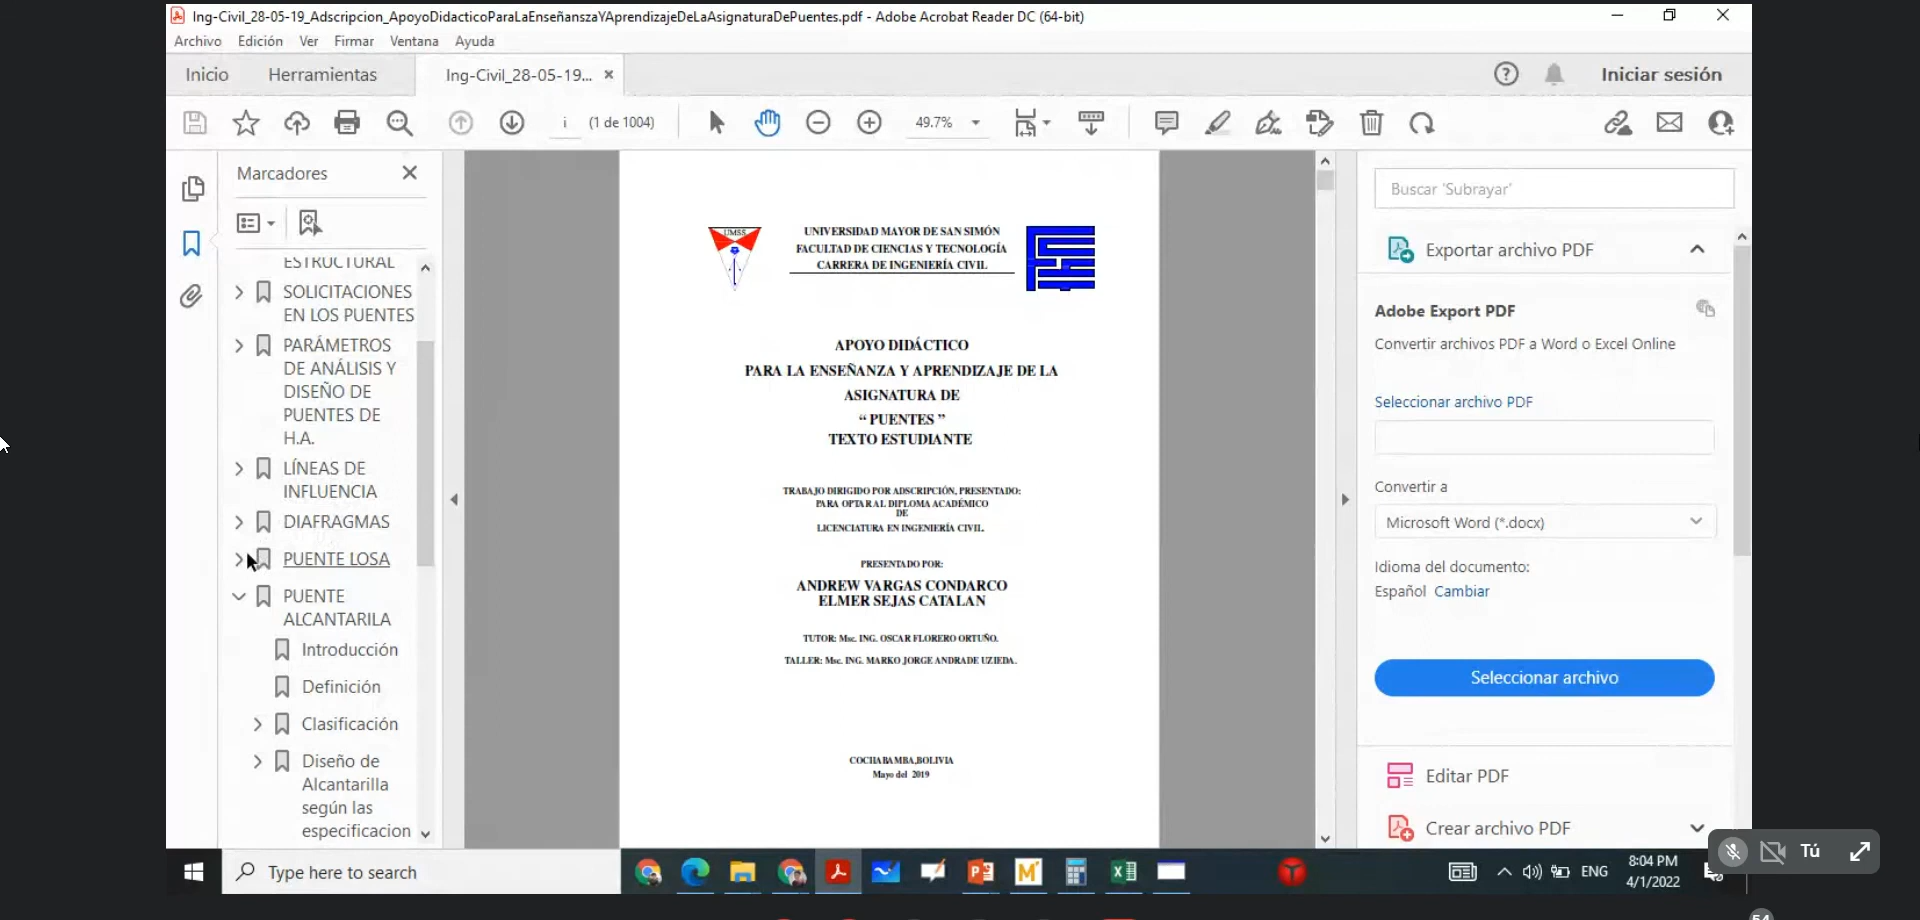 Ing-Civil_28-05-19_Adscripcion_ApoyoDidacticoParaLaEnseñanszaYAprendizajeDeLaAsignaturaDePuentes.pdf - Adobe Acrobat Reader DC (64-bit)
Archivo Edición Ver Firmar Ventana Ayuda
Inicio Herramientas Ing-Civil_28-05-19... Iniciar sesión
i (1 de 1004) 49.7%
Marcadores
ESTRUCTURAL
SOLICITACIONES
EN LOS PUENTES
PARÁMETROS
DE ANÁLISIS Y
DISEÑO DE
PUENTES DE
H.A.
LÍNEAS DE
INFLUENCIA
DIAFRAGMAS
PUENTE LOSA
PUENTE
ALCANTARILA
Introducción
Definición
Clasificación
Diseño de
Alcantarilla
según las
especificacion
UMSS
UNIVERSIDAD MAYOR DE SAN SIMÓN
FACULTAD DE CIENCIAS Y TECNOLOGÍA
CARRERA DE INGENIERÍA CIVIL
APOYO DIDÁCTICO
PARA LA ENSEÑANZA Y APRENDIZAJE DE LA
ASIGNATURA DE
“ PUENTES ”
TEXTO ESTUDIANTE
TRABAJO DIRIGIDO POR ADSCRIPCIÓN, PRESENTADO:
PARA OPTAR AL DIPLOMA ACADÉMICO
DE
LICENCIATURA EN INGENIERÍA CIVIL.
PRESENTADO POR:
ANDREW VARGAS CONDARCO
ELMER SEJAS CATALAN
TUTOR: Msc. ING. OSCAR FLORERO ORTUÑO.
TALLER: Msc. ING. MARKO JORGE ANDRADE UZIEDA.
COCHABAMBA,BOLIVIA
Mayo del 2019
Buscar 'Subrayar'
Exportar archivo PDF
Adobe Export PDF
Convertir archivos PDF a Word o Excel Online
Seleccionar archivo PDF
Convertir a
Microsoft Word (*.docx)
Idioma del documento:
Español Cambiar
Seleccionar archivo
Editar PDF
Crear archivo PDF
Tú
Type here to search
ENG
8:04 PM
4/1/2022